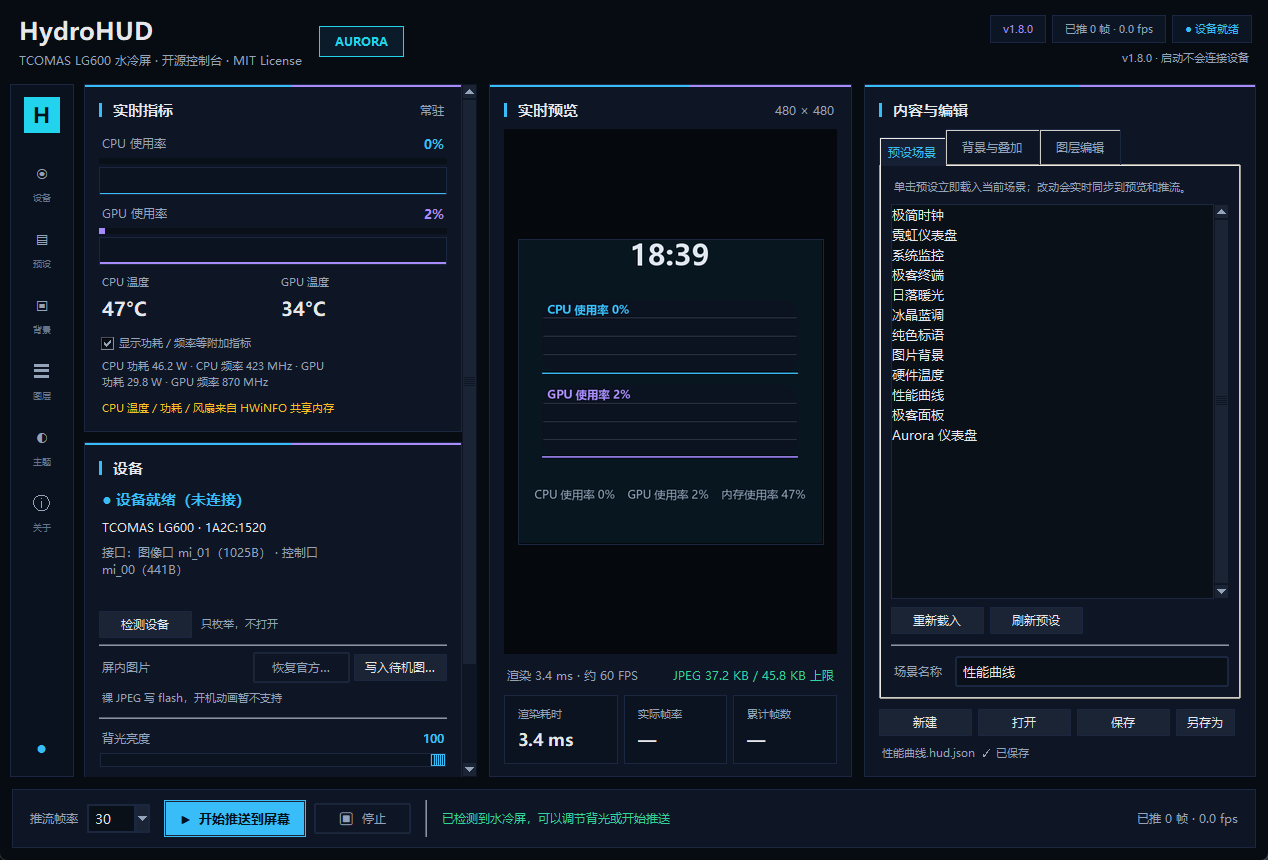 HydroHUD
TCOMAS LG600 水冷屏 · 开源控制台 · MIT License
AURORA
v1.8.0
已推 0 帧 · 0.0 fps
● 设备就绪
v1.8.0 · 启动不会连接设备
H
设备
预设
背景
图层
主题
关于
实时指标
常驻
CPU 使用率
0%
GPU 使用率
2%
CPU 温度
GPU 温度
47°C
34°C
显示功耗 / 频率等附加指标
CPU 功耗 46.2 W · CPU 频率 423 MHz · GPU
功耗 29.8 W · GPU 频率 870 MHz
CPU 温度 / 功耗 / 风扇来自 HWiNFO 共享内存
设备
● 设备就绪（未连接）
TCOMAS LG600 · 1A2C:1520
接口：图像口 mi_01（1025B） · 控制口
mi_00（441B）
检测设备
只枚举，不打开
屏内图片
恢复官方...
写入待机图...
裸 JPEG 写 flash，开机动画暂不支持
背光亮度
100
实时预览
480 × 480
18:39
CPU 使用率 0%
GPU 使用率 2%
CPU 使用率 0%
GPU 使用率 2%
内存使用率 47%
渲染 3.4 ms · 约 60 FPS
JPEG 37.2 KB / 45.8 KB 上限
渲染耗时
3.4 ms
实际帧率
—
累计帧数
—
内容与编辑
预设场景
背景与叠加
图层编辑
单击预设立即载入当前场景；改动会实时同步到预览和推流。
极简时钟
霓虹仪表盘
系统监控
极客终端
日落暖光
冰晶蓝调
纯色标语
图片背景
硬件温度
性能曲线
极客面板
Aurora 仪表盘
重新载入
刷新预设
场景名称
性能曲线
新建
打开
保存
另存为
性能曲线.hud.json ✓ 已保存
推流帧率
30
► 开始推送到屏幕
停止
已检测到水冷屏，可以调节背光或开始推送
已推 0 帧 · 0.0 fps